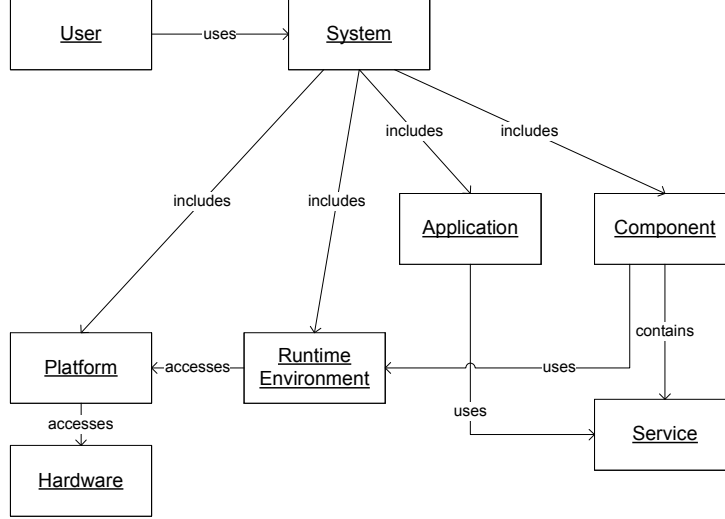 User
uses
System
includes
includes
includes
includes
Application
Component
Platform
accesses
Runtime
Environment
uses
contains
accesses
uses
Service
Hardware